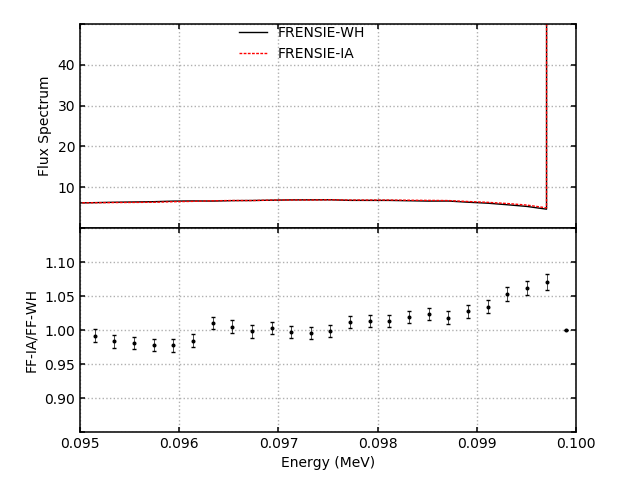 FRENSIE-WH
FRENSIE-IA
Flux Spectrum
40
30
20
10
FF-IA/FF-WH
1.10
1.05
1.00
0.95
0.90
0.095 0.096 0.097 0.098 0.099 0.100
Energy (MeV)